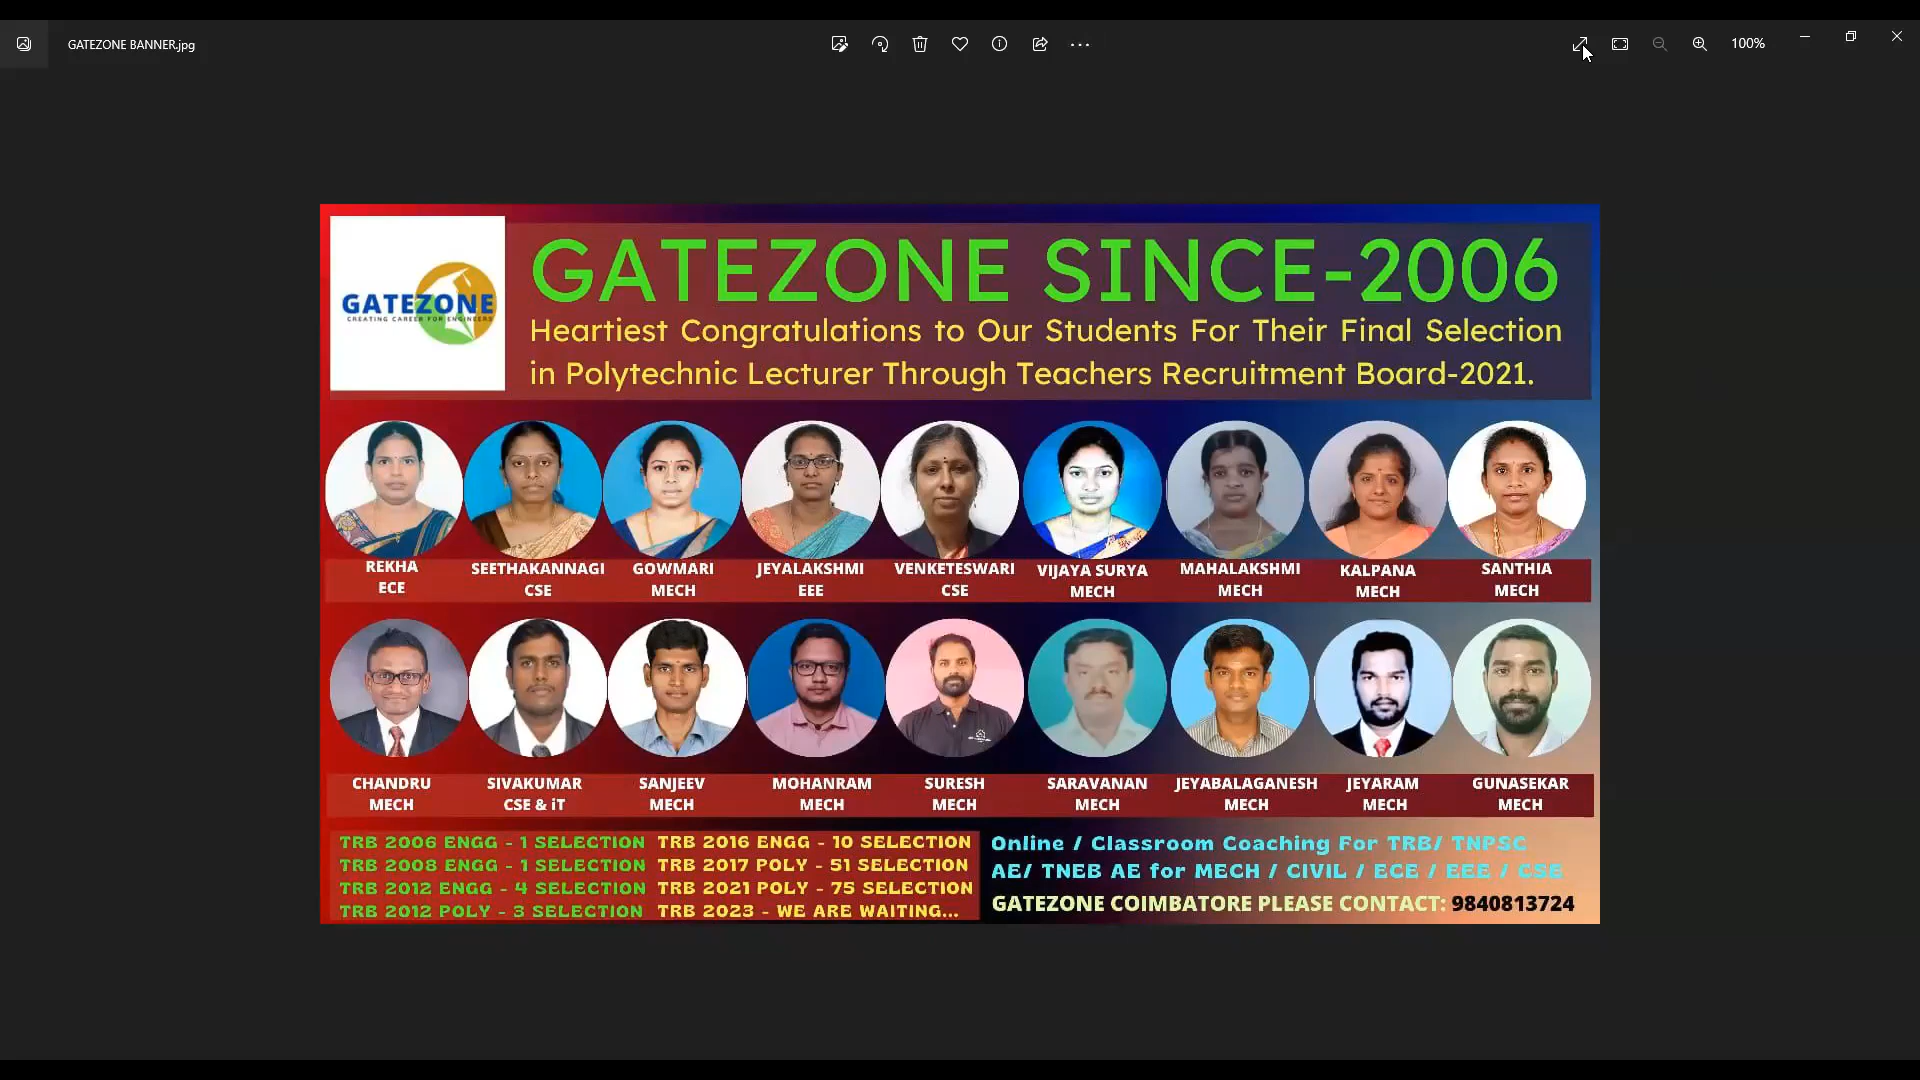 GATEZONE BANNER.jpg
100%
GATEZONE
CREATING CAREER FOR ENGINEERS
GATEZONE SINCE-2006
Heartiest Congratulations to Our Students For Their Final Selection
in Polytechnic Lecturer Through Teachers Recruitment Board-2021.
REKHA SEETHAKANNAGI GOWMARI JEYALAKSHMI VENKETESWARI VIJAYA SURYA MAHALAKSHMI KALPANA SANTHIA
ECE CSE MECH EEE CSE MECH MECH MECH MECH
CHANDRU SIVAKUMAR SANJEEV MOHANRAM SURESH SARAVANAN JEYABALAGANESH JEYARAM GUNASEKAR
MECH CSE & iT MECH MECH MECH MECH MECH MECH MECH
TRB 2006 ENGG - 1 SELECTION TRB 2016 ENGG - 10 SELECTION
TRB 2008 ENGG - 1 SELECTION TRB 2017 POLY - 51 SELECTION
TRB 2012 ENGG - 4 SELECTION TRB 2021 POLY - 75 SELECTION
TRB 2012 POLY - 3 SELECTION TRB 2023 - WE ARE WAITING...
Online / Classroom Coaching For TRB/ TNPSC
AE/ TNEB AE for MECH / CIVIL / ECE / EEE / CSE
GATEZONE COIMBATORE PLEASE CONTACT: 9840813724